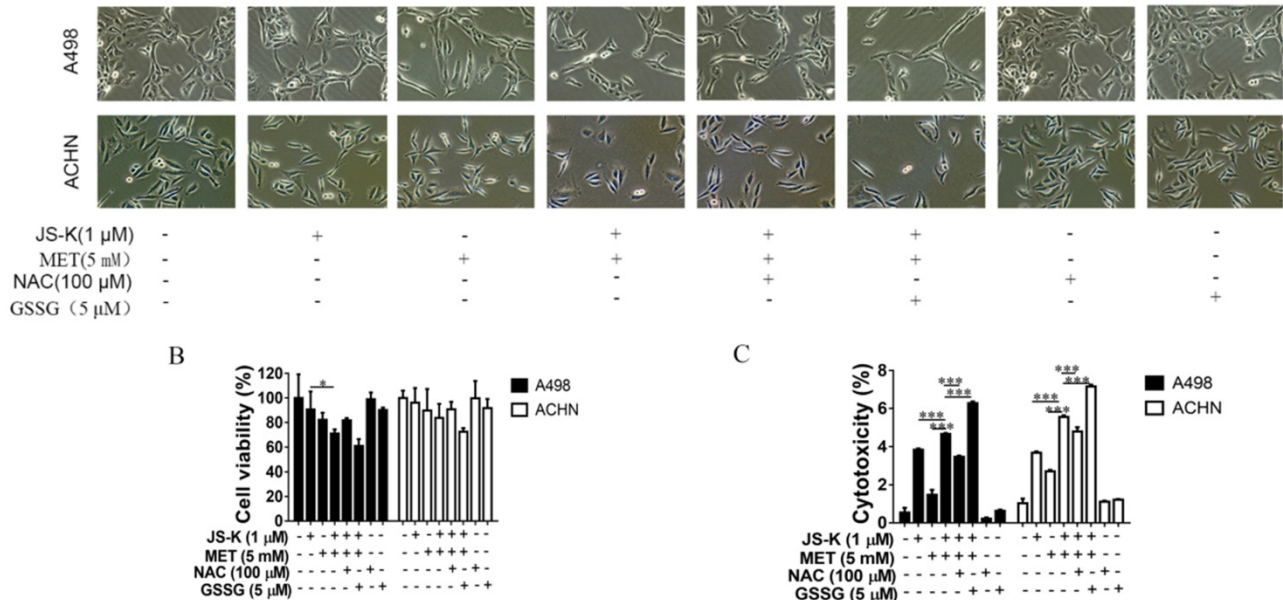 A498
ACHN
JS-K(1 μM) - + - + + + - -
MET(5 mM) - - + + + + - -
NAC(100 μM) - - - - + - + -
GSSG（5 μM） - - - - - + - +
B
Cell viability (%)
120
100
80
60
40
20
0
*
A498
ACHN
JS-K (1 μM) - + - + + + - - - + - + + + - -
MET (5 mM) - - + + + + - - - - + + + + - -
NAC (100 μM) - - - - + - + - - - - - + - + -
GSSG (5 μM) - - - - - + - + - - - - - + - +
C
Cytotoxicity (%)
8
6
4
2
0
*** *** *** ***
*** *** *** ***
A498
ACHN
JS-K (1 μM) - + - + + + - - - + - + + + - -
MET (5 mM) - - + + + + - - - - + + + + - -
NAC (100 μM) - - - - + - + - - - - - + - + -
GSSG (5 μM) - - - - - + - + - - - - - + - +